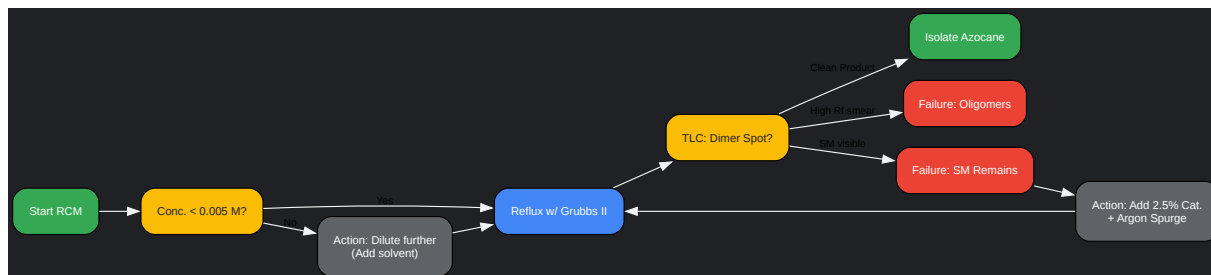 Start RCM
Conc. < 0.005 M?
Yes
No
Action: Dilute further
(Add solvent)
Reflux w/ Grubbs II
TLC: Dimer Spot?
Clean Product
High Rf smear
SM visible
Isolate Azocane
Failure: Oligomers
Failure: SM Remains
Action: Add 2.5% Cat.
+ Argon Spurge